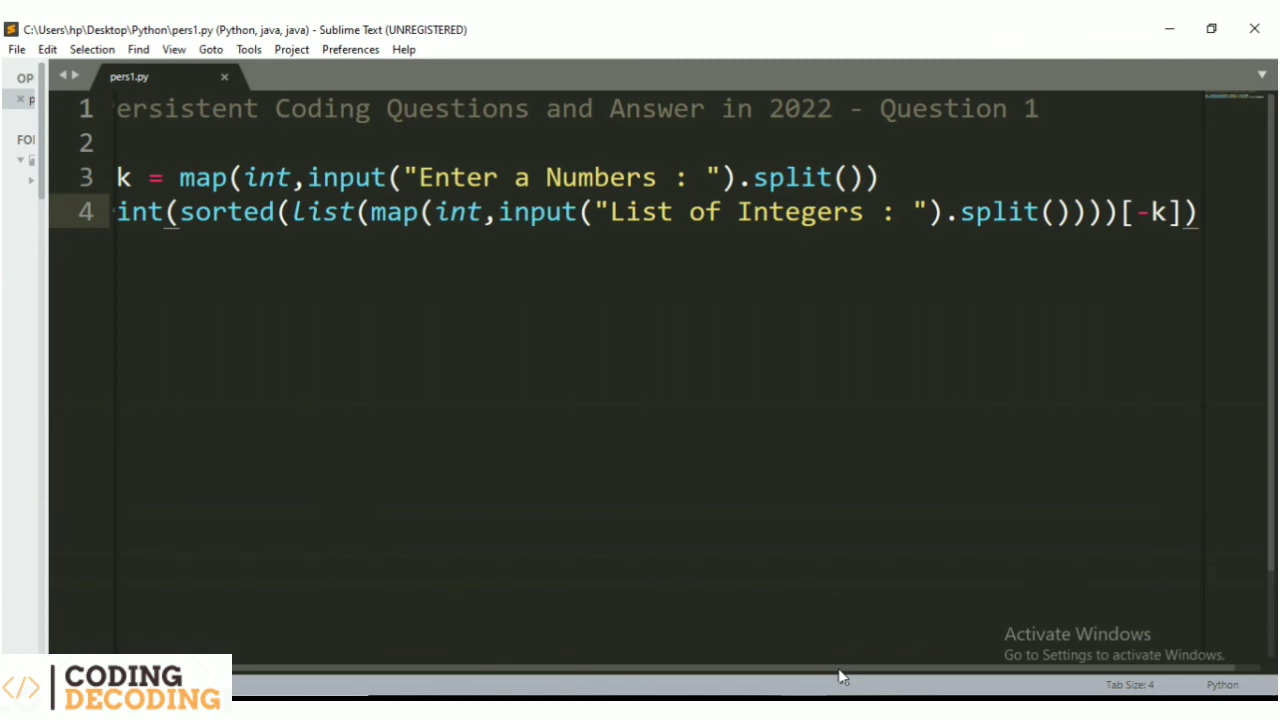 C:\Users\hp\Desktop\Python\pers1.py (Python, java, java) - Sublime Text (UNREGISTERED)
File Edit Selection Find View Goto Tools Project Preferences Help
OP
pers1.py
p
FOI
1 ersistent Coding Questions and Answer in 2022 - Question 1
2
3 k = map(int,input("Enter a Numbers : ").split())
4 int(sorted(list(map(int,input("List of Integers : ").split())))[-k])
Activate Windows
Go to Settings to activate Windows.
</> CODING
DECODING
Tab Size: 4 Python